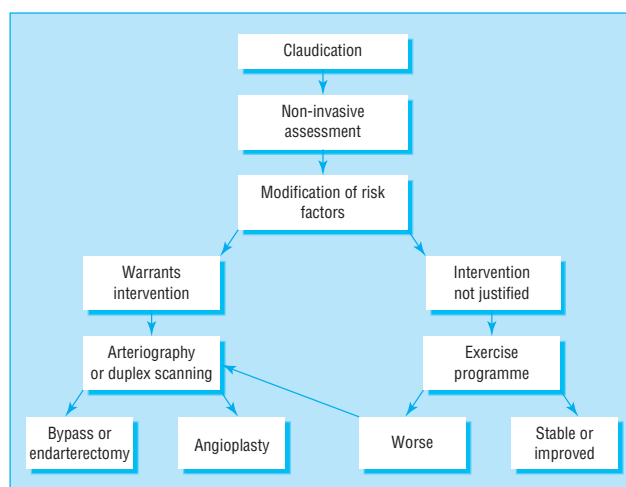 Claudication
Non-invasive
assessment
Modification of risk
factors
Warrants
intervention
Intervention
not justified
Arteriography
or duplex scanning
Exercise
programme
Bypass or
endarterectomy
Angioplasty
Worse
Stable or
improved